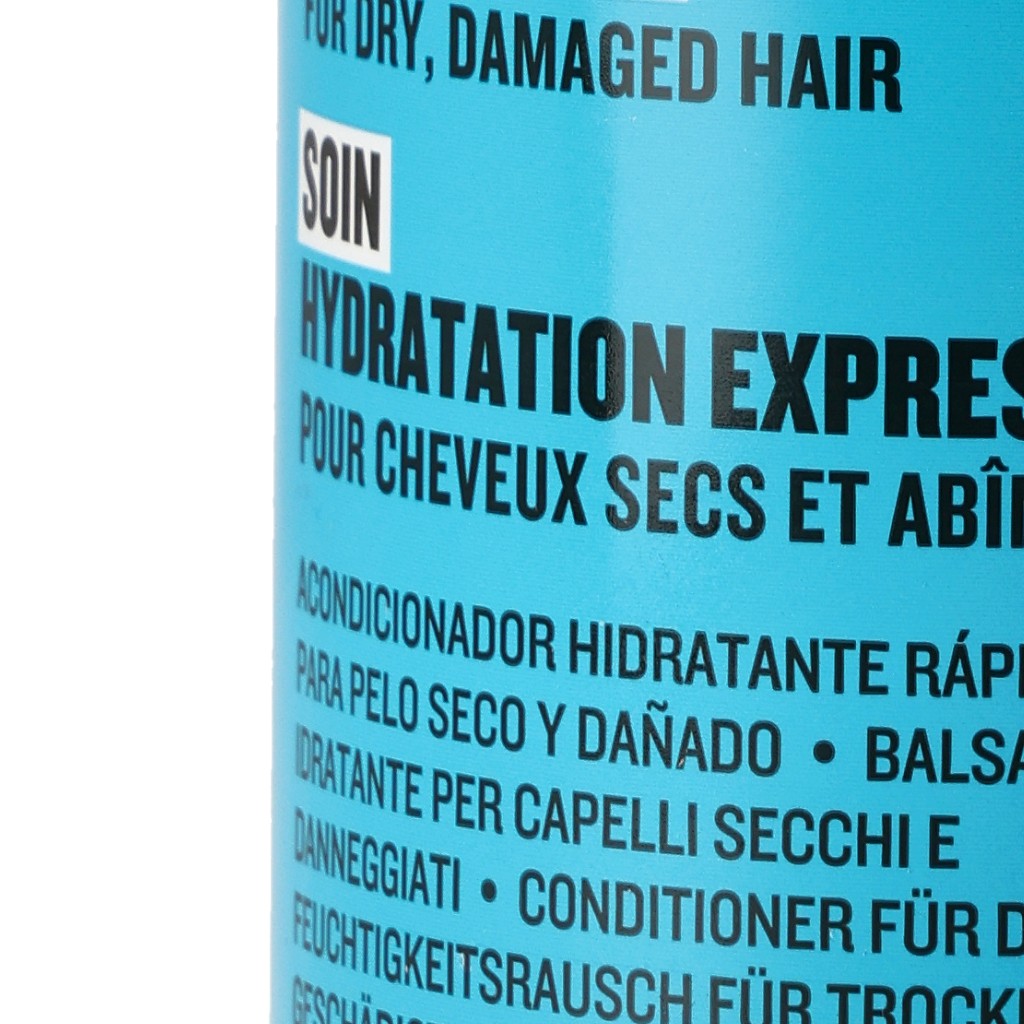 FOR DRY, DAMAGED HAIR
SOIN
HYDRATATION EXPRES
POUR CHEVEUX SECS ET ABÎ
ACONDICIONADOR HIDRATANTE RÁP
PARA PELO SECO Y DAÑADO • BALSA
IDRATANTE PER CAPELLI SECCHI E
DANNEGGIATI • CONDITIONER FÜR D
FEUCHTIGKEITSRAUSCH FÜR TROCK